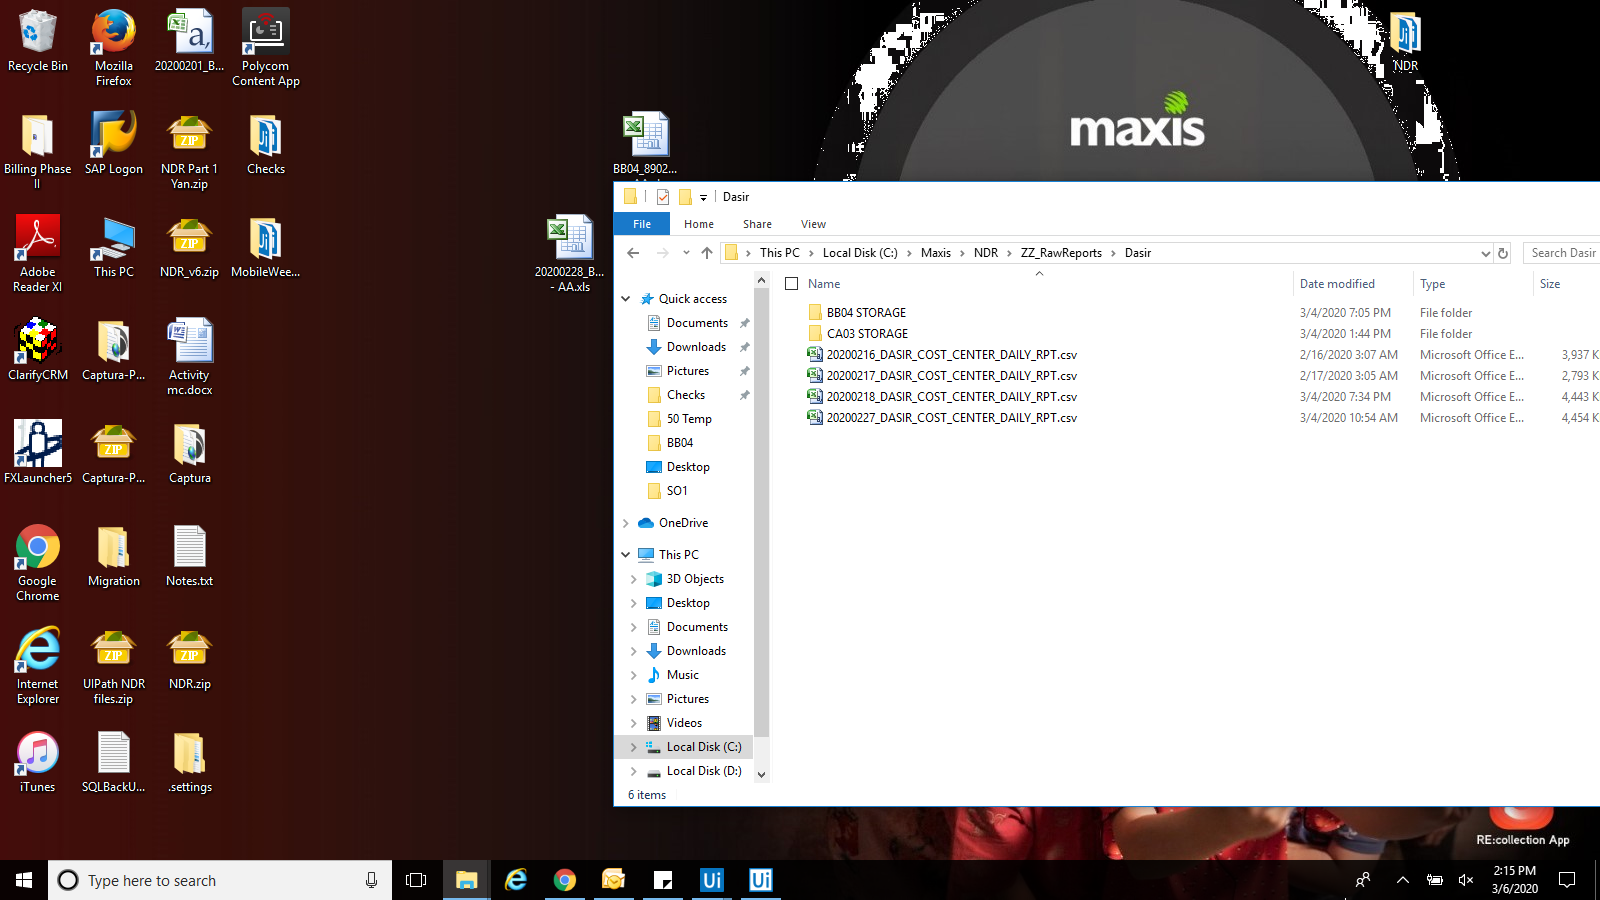 Recycle Bin
Mozilla
Firefox
20200201_B...
Polycom
Content App
Billing Phase
II
SAP Logon
NDR Part 1
Yan.zip
Checks
Adobe
Reader XI
This PC
NDR_v6.zip
MobileWee...
ClarifyCRM
Captura-P...
Activity
mc.docx
FXLauncher5
Captura-P...
Captura
Google
Chrome
Migration
Notes.txt
Internet
Explorer
UIPath NDR
files.zip
NDR.zip
iTunes
SQLBackU...
.settings
BB04_8902...
20200228_B...
- AA.xls
maxis
NDR
Dasir
File
Home
Share
View
This PC > Local Disk (C:) > Maxis > NDR > ZZ_RawReports > Dasir
Search Dasir
Quick access
Documents
Downloads
Pictures
Checks
50 Temp
BB04
Desktop
SO1
OneDrive
This PC
3D Objects
Desktop
Documents
Downloads
Music
Pictures
Videos
Local Disk (C:)
Local Disk (D:)
Name Date modified Type Size
BB04 STORAGE 3/4/2020 7:05 PM File folder
CA03 STORAGE 3/4/2020 1:44 PM File folder
20200216_DASIR_COST_CENTER_DAILY_RPT.csv 2/16/2020 3:07 AM Microsoft Office E... 3,937 K
20200217_DASIR_COST_CENTER_DAILY_RPT.csv 2/17/2020 3:05 AM Microsoft Office E... 2,793 K
20200218_DASIR_COST_CENTER_DAILY_RPT.csv 3/4/2020 7:34 PM Microsoft Office E... 4,443 K
20200227_DASIR_COST_CENTER_DAILY_RPT.csv 3/4/2020 10:54 AM Microsoft Office E... 4,454 K
6 items
RE:collection App
Type here to search
2:15 PM
3/6/2020